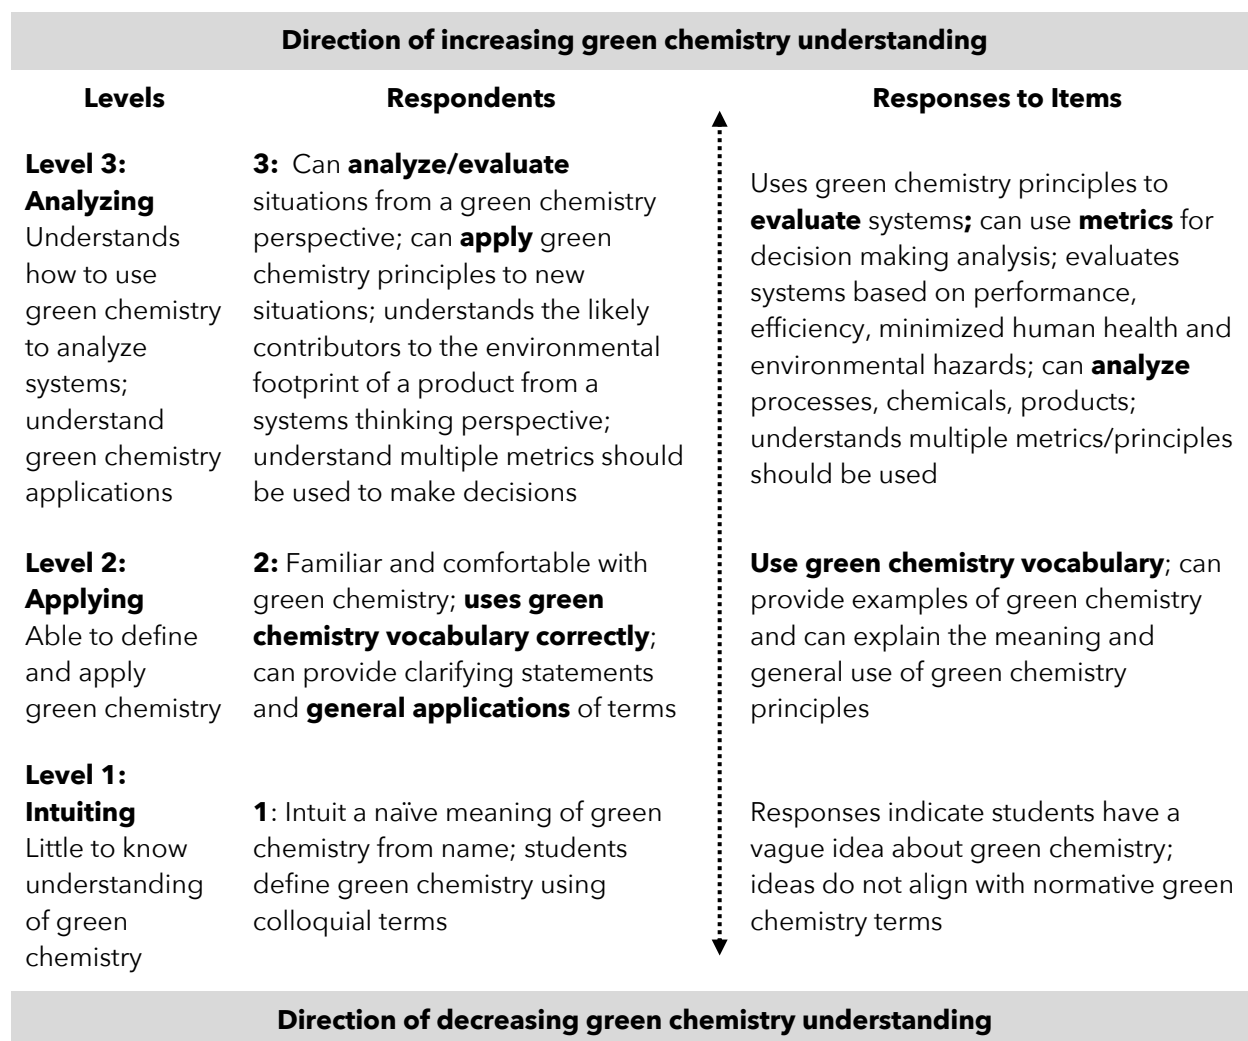 Direction of increasing green chemistry understanding
Levels
Respondents
Responses to Items
Level 3:
Analyzing
Understands
how to use
green chemistry
to analyze
systems;
understand
green chemistry
applications
3: Can analyze/evaluate
situations from a green chemistry
perspective; can apply green
chemistry principles to new
situations; understands the likely
contributors to the environmental
footprint of a product from a
systems thinking perspective;
understand multiple metrics should
be used to make decisions
Uses green chemistry principles to
evaluate systems; can use metrics for
decision making analysis; evaluates
systems based on performance,
efficiency, minimized human health and
environmental hazards; can analyze
processes, chemicals, products;
understands multiple metrics/principles
should be used
Level 2:
Applying
Able to define
and apply
green chemistry
2: Familiar and comfortable with
green chemistry; uses green
chemistry vocabulary correctly;
can provide clarifying statements
and general applications of terms
Use green chemistry vocabulary; can
provide examples of green chemistry
and can explain the meaning and
general use of green chemistry
principles
Level 1:
Intuiting
Little to know
understanding
of green
chemistry
1: Intuit a naïve meaning of green
chemistry from name; students
define green chemistry using
colloquial terms
Responses indicate students have a
vague idea about green chemistry;
ideas do not align with normative green
chemistry terms
Direction of decreasing green chemistry understanding